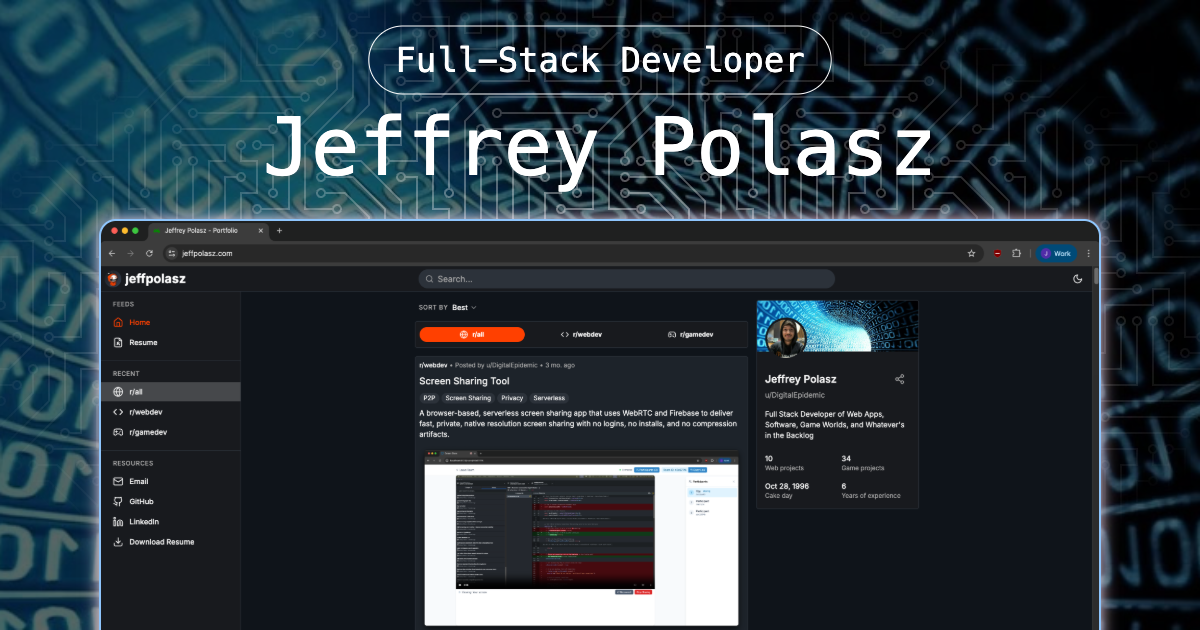 Full-Stack Developer
Jeffrey Polasz
Jeffrey Polasz - Portfolio
jeffpolasz.com
Work
jeffpolasz
Search...
FEEDS
Home
Resume
RECENT
r/all
r/webdev
r/gamedev
RESOURCES
Email
GitHub
LinkedIn
Download Resume
SORT BY Best
r/all r/webdev r/gamedev
r/webdev • Posted by u/DigitalEpidemic • 3 mo. ago
Screen Sharing Tool
P2P Screen Sharing Privacy Serverless
A browser-based, serverless screen sharing app that uses WebRTC and Firebase to deliver
fast, private, native resolution screen sharing with no logins, no installs, and no compression
artifacts.
Jeffrey Polasz
u/DigitalEpidemic
Full Stack Developer of Web Apps,
Software, Game Worlds, and Whatever's
in the Backlog
10 34
Web projects Game projects
Oct 28, 1996 6
Cake day Years of experience